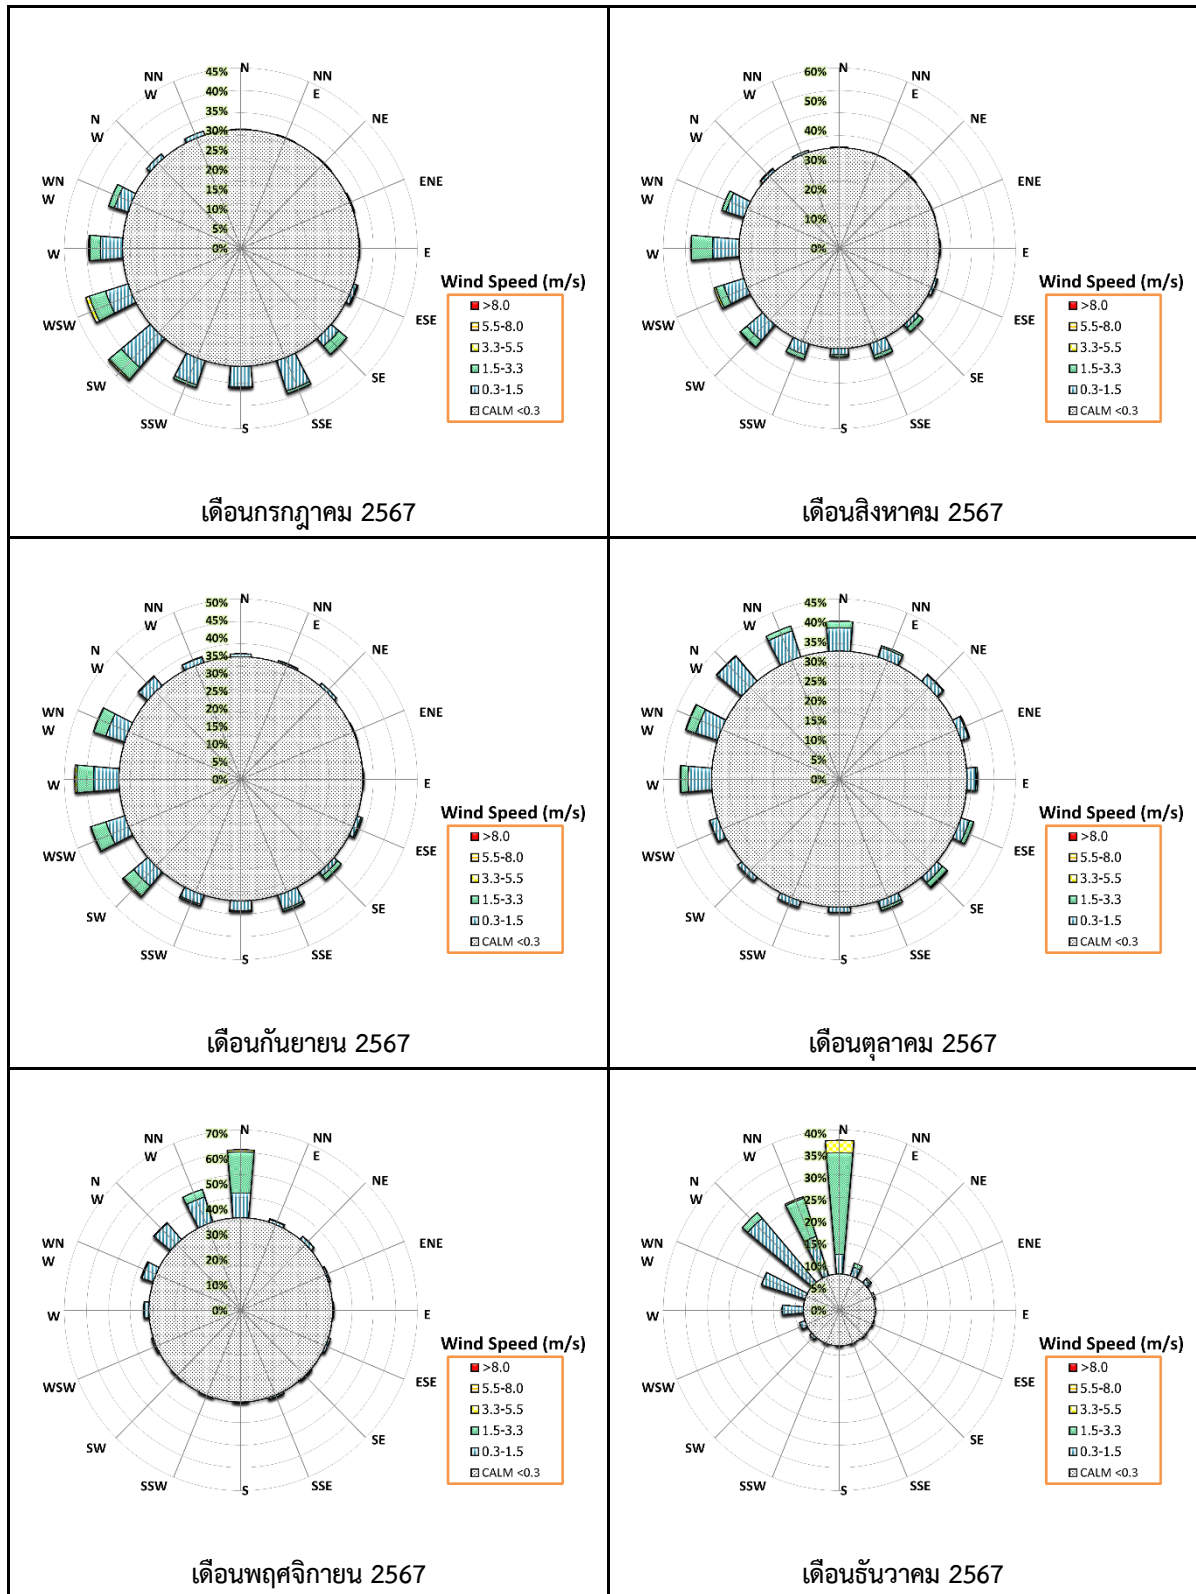 45%
40%
35%
30%
25%
20%
15%
10%
5%
0%
N
NN
E
NE
ENE
E
ESE
SE
SSE
S
SSW
SW
WSW
W
WN
W
N
W
NN
W
Wind Speed (m/s)
>8.0
5.5-8.0
3.3-5.5
1.5-3.3
0.3-1.5
CALM <0.3
เดือนกรกฎาคม 2567
60%
50%
40%
30%
20%
10%
0%
N
NN
E
NE
ENE
E
ESE
SE
SSE
S
SSW
SW
WSW
W
WN
W
N
W
NN
W
Wind Speed (m/s)
>8.0
5.5-8.0
3.3-5.5
1.5-3.3
0.3-1.5
CALM <0.3
เดือนสิงหาคม 2567
50%
45%
40%
35%
30%
25%
20%
15%
10%
5%
0%
N
NN
E
NE
ENE
E
ESE
SE
SSE
S
SSW
SW
WSW
W
WN
W
N
W
NN
W
Wind Speed (m/s)
>8.0
5.5-8.0
3.3-5.5
1.5-3.3
0.3-1.5
CALM <0.3
เดือนกันยายน 2567
45%
40%
35%
30%
25%
20%
15%
10%
5%
0%
N
NN
E
NE
ENE
E
ESE
SE
SSE
S
SSW
SW
WSW
W
WN
W
N
W
NN
W
Wind Speed (m/s)
>8.0
5.5-8.0
3.3-5.5
1.5-3.3
0.3-1.5
CALM <0.3
เดือนตุลาคม 2567
70%
60%
50%
40%
30%
20%
10%
0%
N
NN
E
NE
ENE
E
ESE
SE
SSE
S
SSW
SW
WSW
W
WN
W
N
W
NN
W
Wind Speed (m/s)
>8.0
5.5-8.0
3.3-5.5
1.5-3.3
0.3-1.5
CALM <0.3
เดือนพฤศจิกายน 2567
40%
35%
30%
25%
20%
15%
10%
5%
0%
N
NN
E
NE
ENE
E
ESE
SE
SSE
S
SSW
SW
WSW
W
WN
W
N
W
NN
W
Wind Speed (m/s)
>8.0
5.5-8.0
3.3-5.5
1.5-3.3
0.3-1.5
CALM <0.3
เดือนธันวาคม 2567